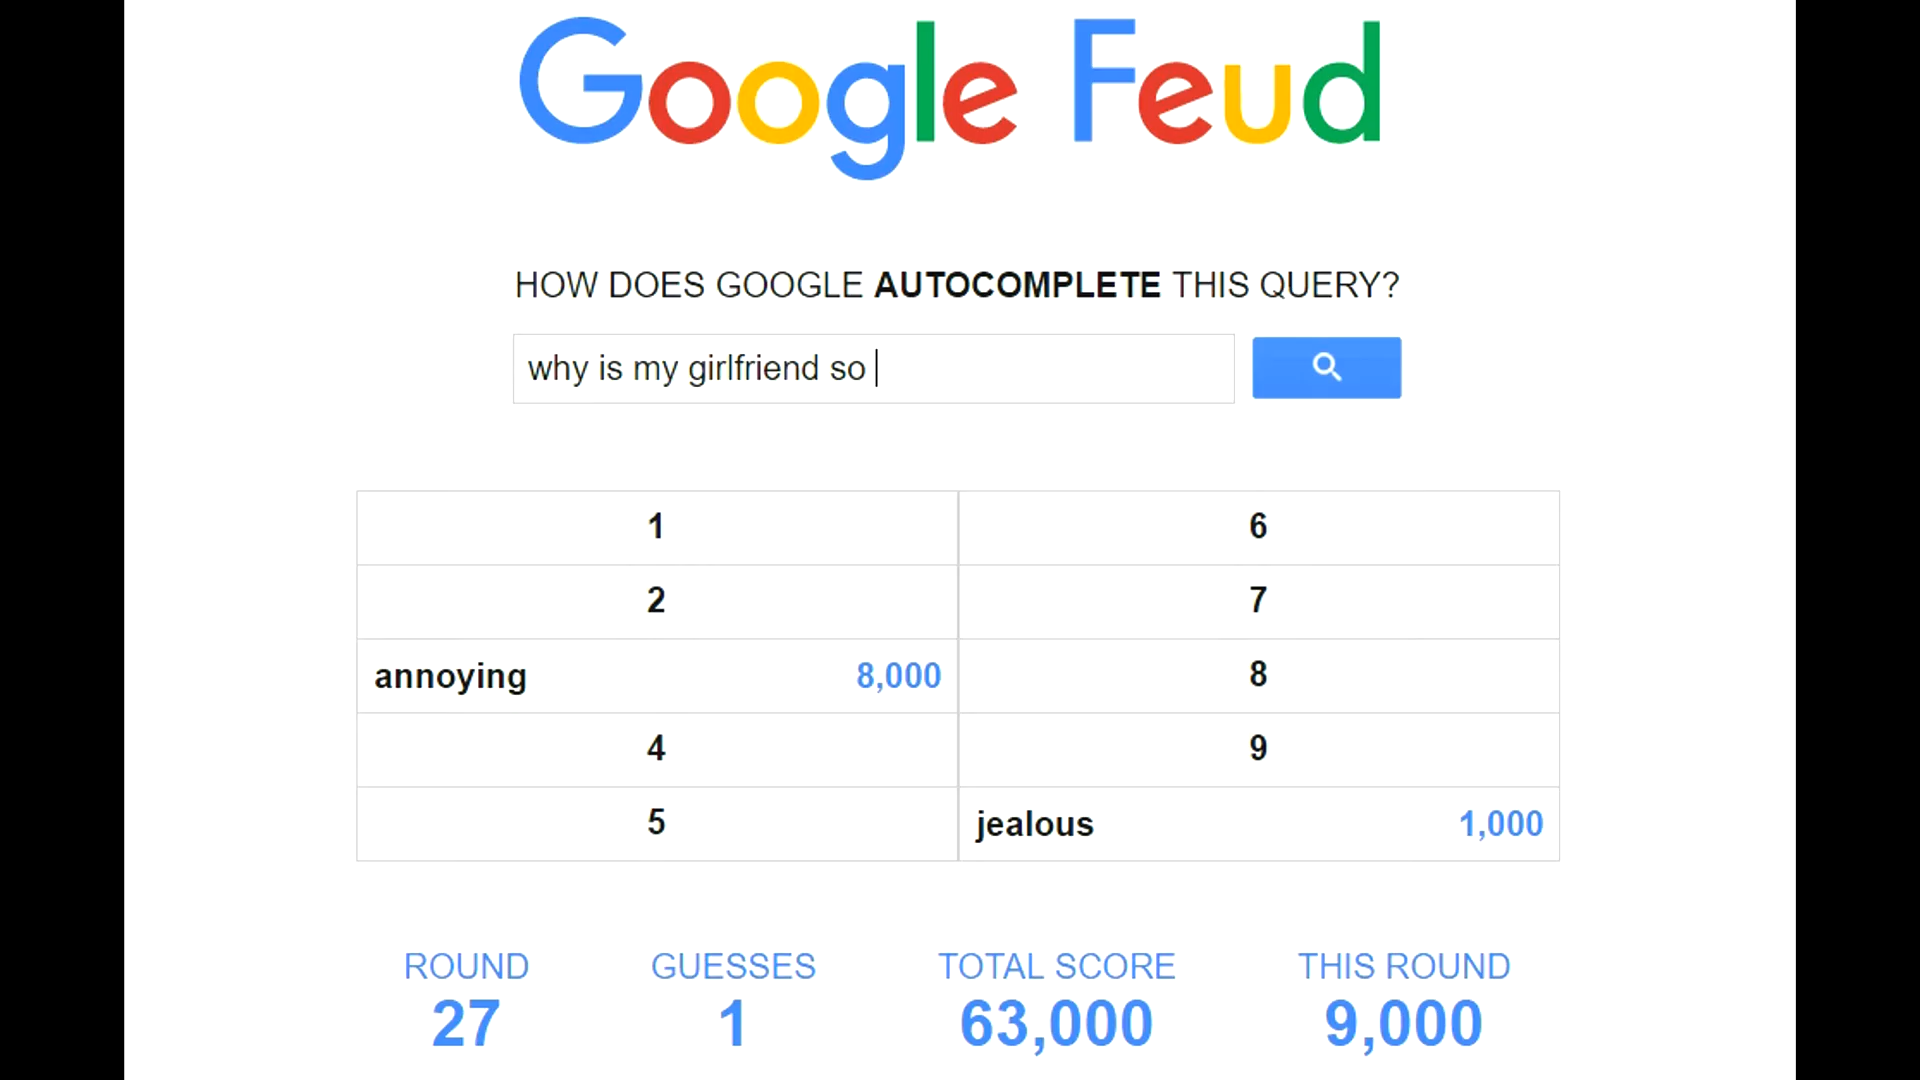 Google Feud
HOW DOES GOOGLE AUTOCOMPLETE THIS QUERY?
why is my girlfriend so
1
6
2
7
annoying 8,000
8
4
9
5
jealous 1,000
ROUND GUESSES TOTAL SCORE THIS ROUND
27 1 63,000 9,000